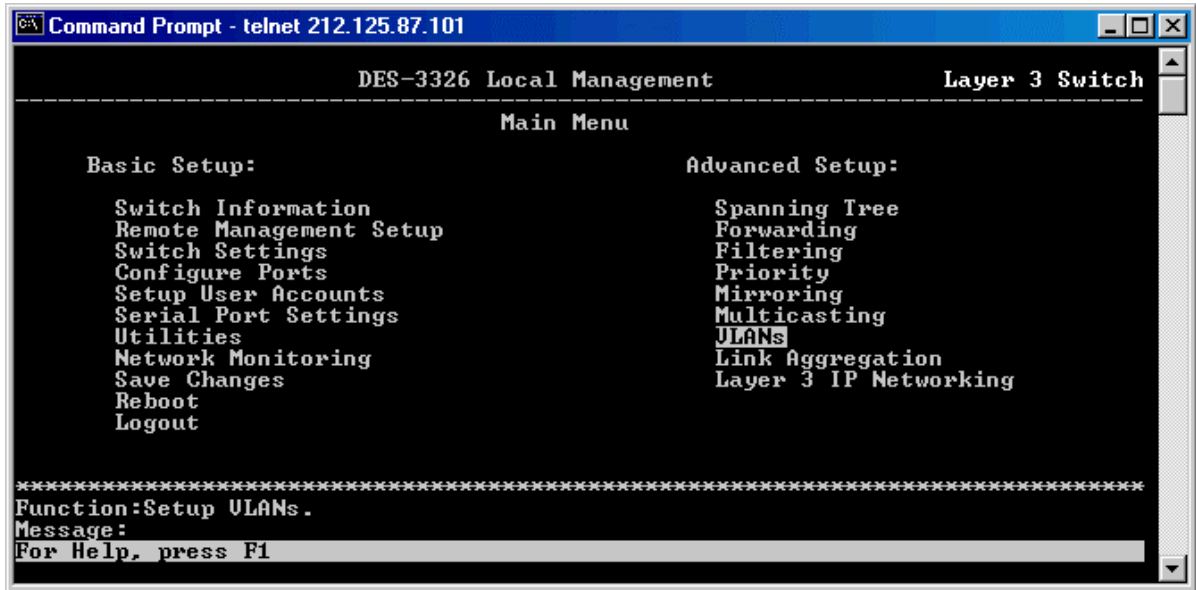 Command Prompt - telnet 212.125.87.101
DES-3326 Local Management Layer 3 Switch
Main Menu
Basic Setup: Advanced Setup:
Switch Information Spanning Tree
Remote Management Setup Forwarding
Switch Settings Filtering
Configure Ports Priority
Setup User Accounts Mirroring
Serial Port Settings Multicasting
Utilities VLANs
Network Monitoring Link Aggregation
Save Changes Layer 3 IP Networking
Reboot
Logout
*******************************************************************************
Function:Setup VLANs.
Message:
For Help, press F1